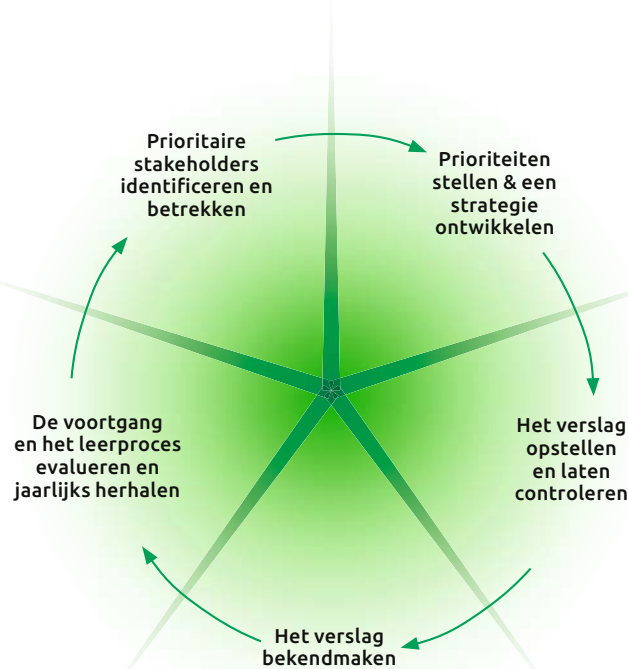 Prioritaire
stakeholders
identificeren en
betrekken
Prioriteiten
stellen & een
strategie
ontwikkelen
Het verslag
opstellen
en laten
controleren
Het verslag
bekendmaken
De voortgang
en het leerproces
evalueren en
jaarlijks herhalen